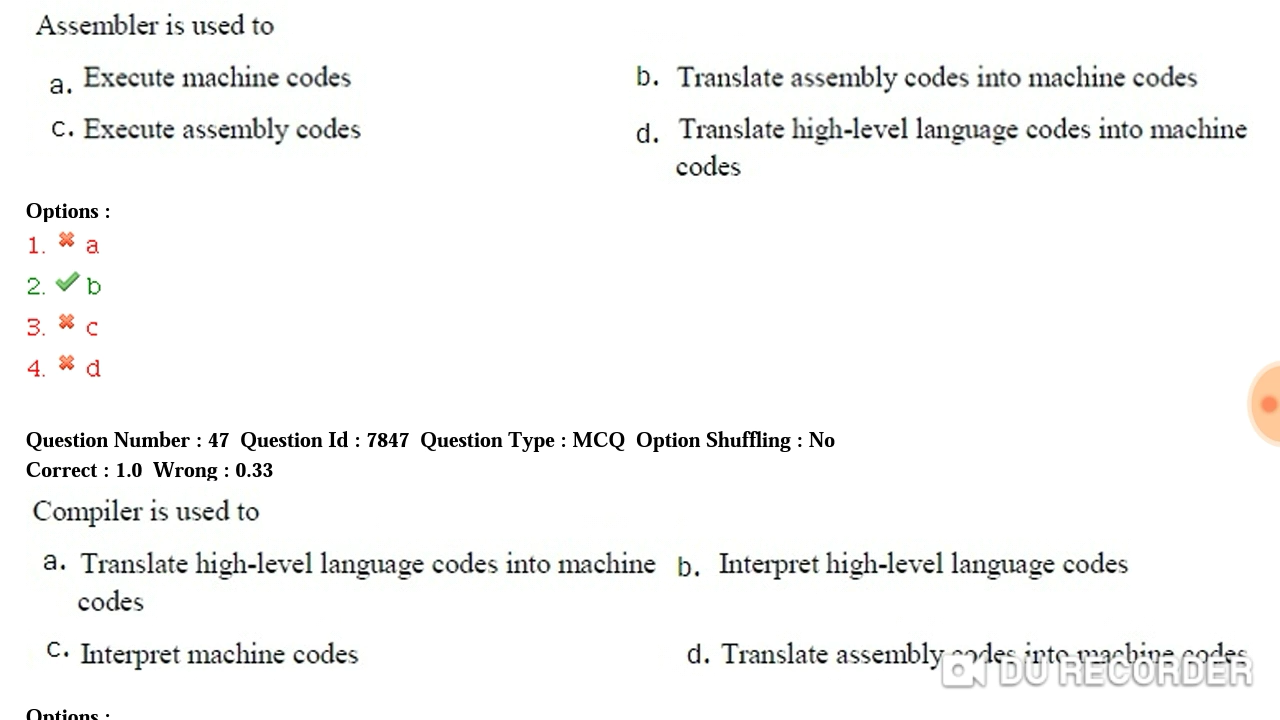 Assembler is used to
a. Execute machine codes b. Translate assembly codes into machine codes
c. Execute assembly codes d. Translate high-level language codes into machine
codes
Options :
1. a
2. b
3. c
4. d
Question Number : 47 Question Id : 7847 Question Type : MCQ Option Shuffling : No
Correct : 1.0 Wrong : 0.33
Compiler is used to
a. Translate high-level language codes into machine b. Interpret high-level language codes
codes
c. Interpret machine codes d. Translate assembly codes into machine codes
DU RECORDER
Options :